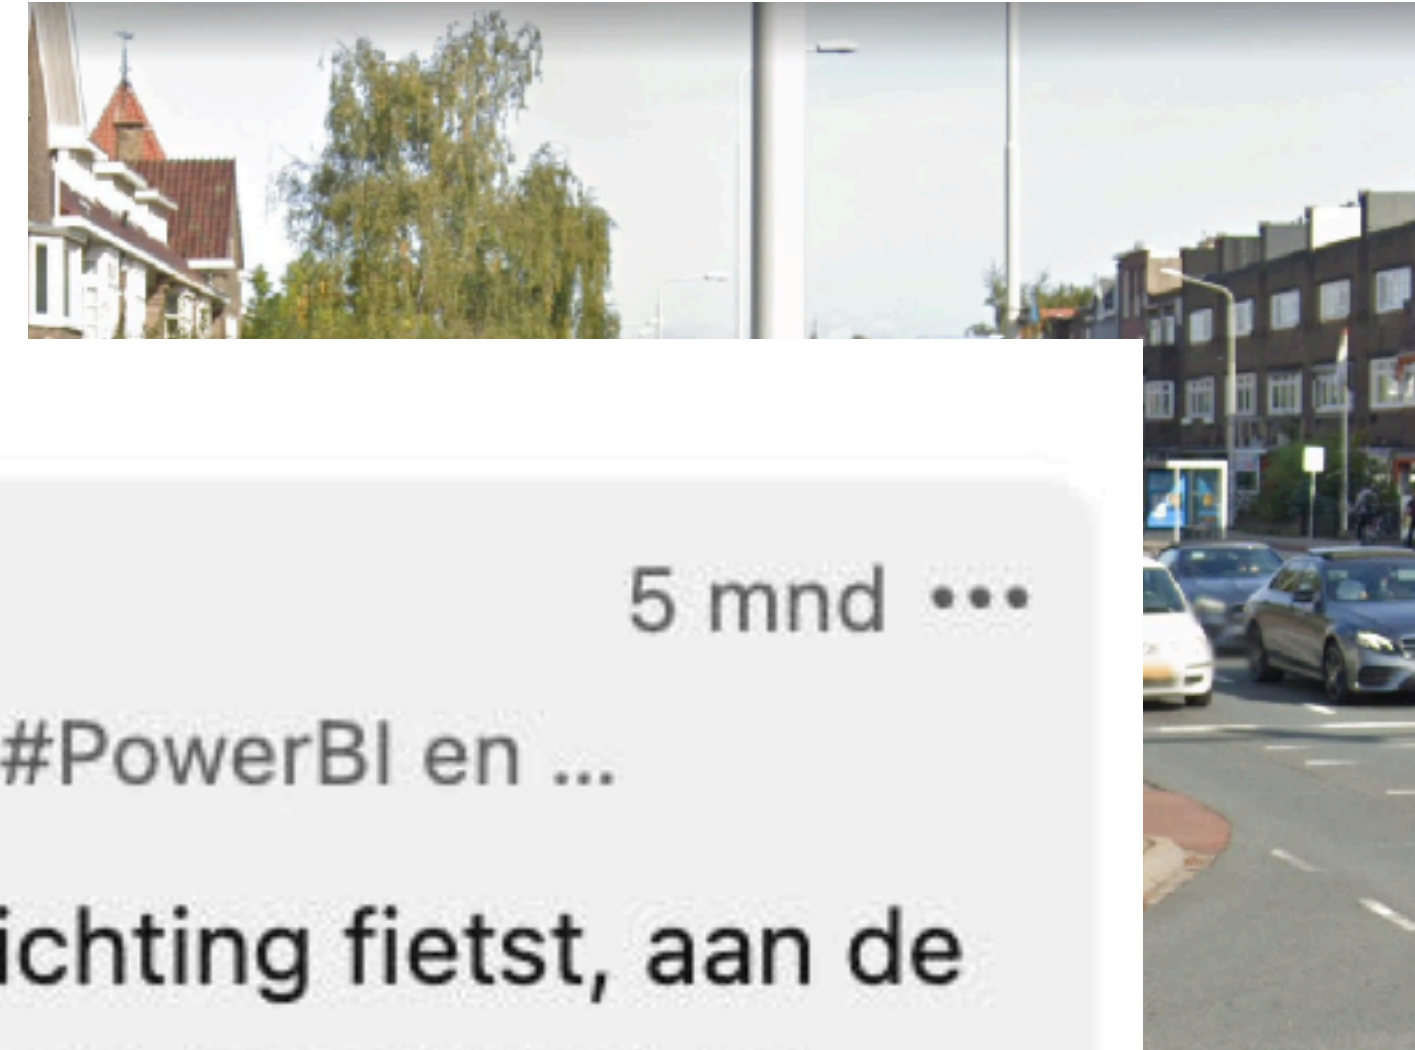 5 mnd •••
#PowerBI en ...
ichting fietst, aan de